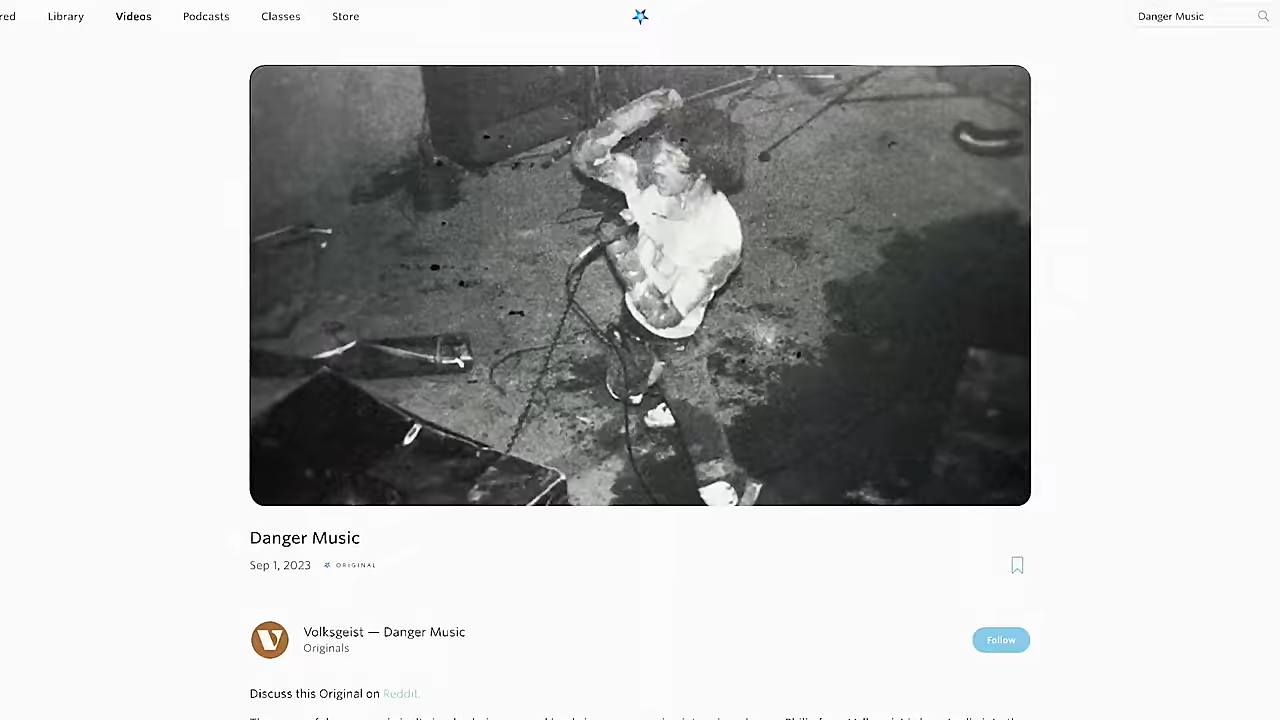 red Library Videos Podcasts Classes Store Danger Music
Danger Music
Sep 1, 2023 ORIGINAL
V
Volksgeist — Danger Music
Originals
Follow
Discuss this Original on Reddit.